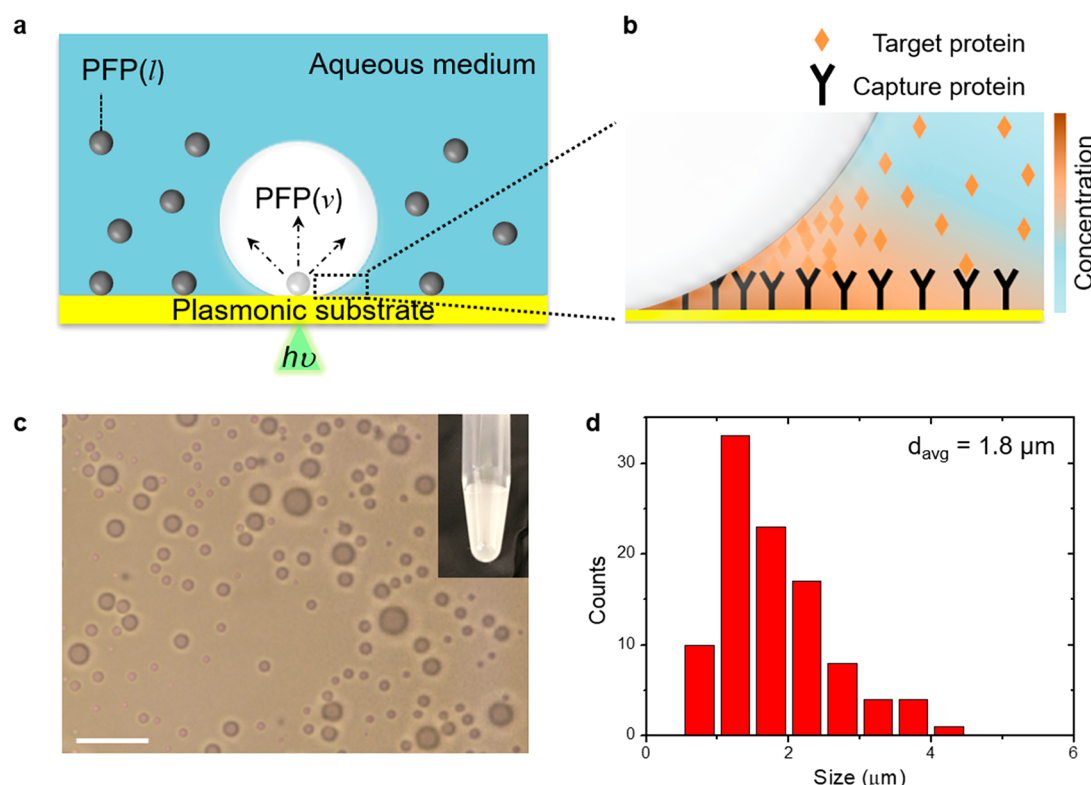 a
PFP(l)
Aqueous medium
PFP(v)
Plasmonic substrate
hυ
b
Target protein
Capture protein
Concentration
c
d
d_avg = 1.8 µm
Counts
30
20
10
0
0 2 4 6
Size (µm)